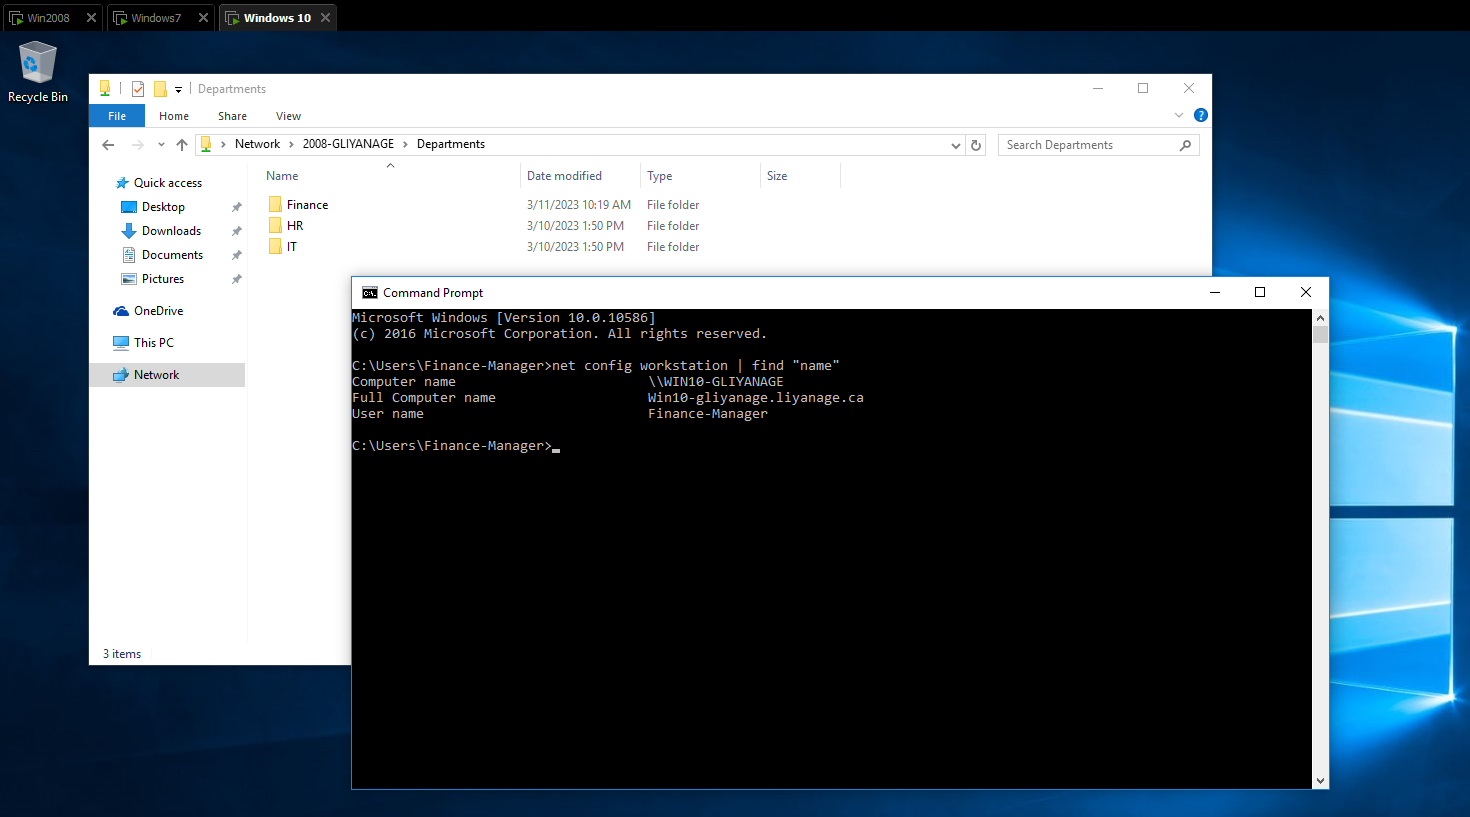 Win2008
Windows7
Windows 10
Recycle Bin
Departments
File Home Share View
Network 2008-GLIYANAGE Departments
Search Departments
Name Date modified Type Size
Quick access
Desktop
Downloads
Documents
Pictures
OneDrive
This PC
Network
Finance 3/11/2023 10:19 AM File folder
HR 3/10/2023 1:50 PM File folder
IT 3/10/2023 1:50 PM File folder
3 items
Command Prompt
Microsoft Windows [Version 10.0.10586]
(c) 2016 Microsoft Corporation. All rights reserved.
C:\Users\Finance-Manager>net config workstation | find "name"
Computer name \\WIN10-GLIYANAGE
Full Computer name Win10-gliyanage.liyanage.ca
User name Finance-Manager
C:\Users\Finance-Manager>